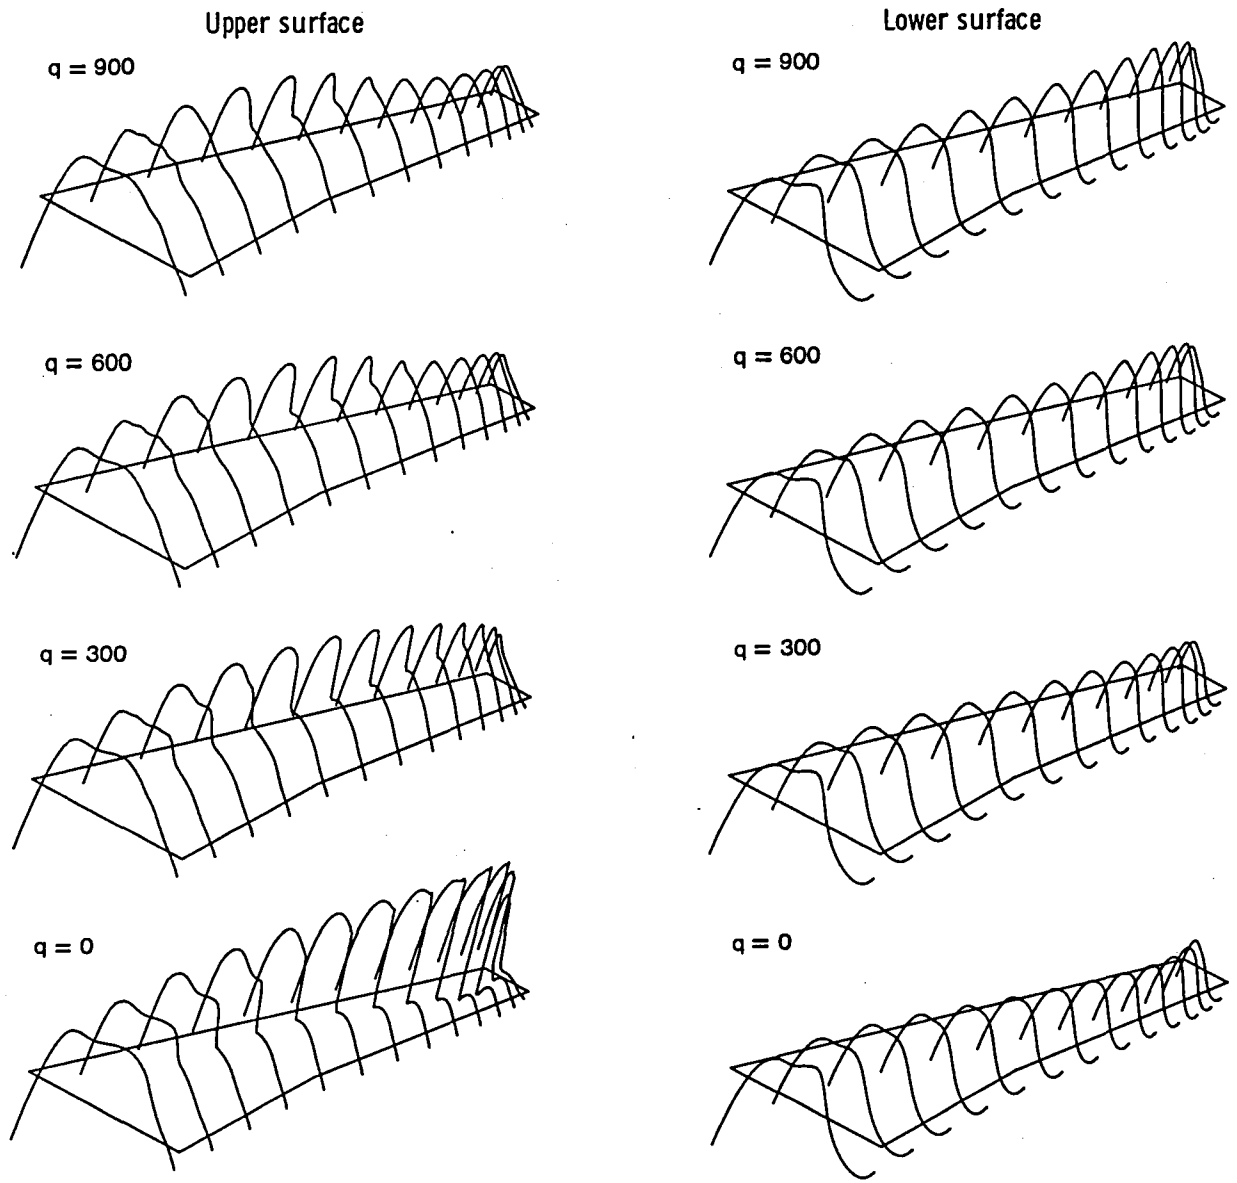 Upper surface
Lower surface
q = 900
q = 900
q = 600
q = 600
q = 300
q = 300
q = 0
q = 0